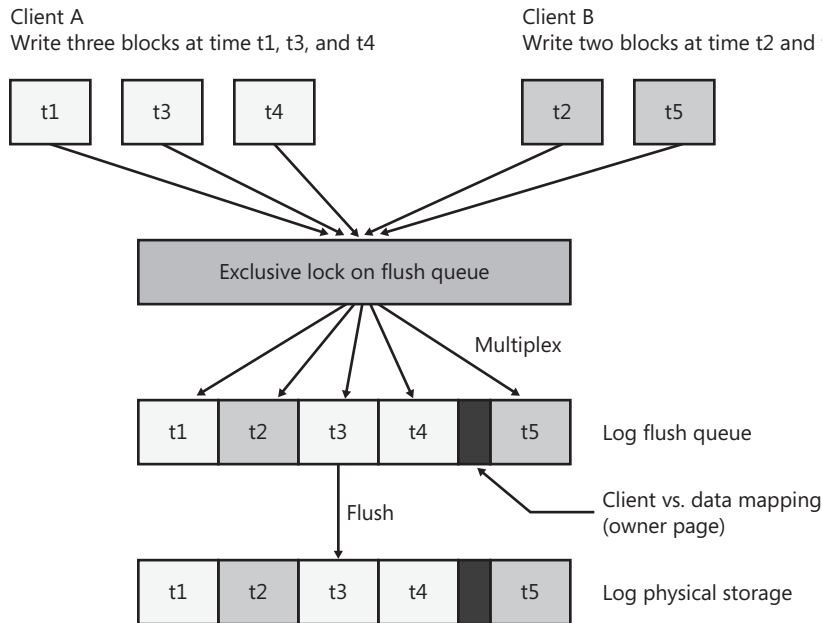 Client A
Write three blocks at time t1, t3, and t4
Client B
Write two blocks at time t2 and
t1
t3
t4
t2
t5
Exclusive lock on flush queue
Multiplex
t1
t2
t3
t4
t5
Log flush queue
Client vs. data mapping
(owner page)
Flush
t1
t2
t3
t4
t5
Log physical storage